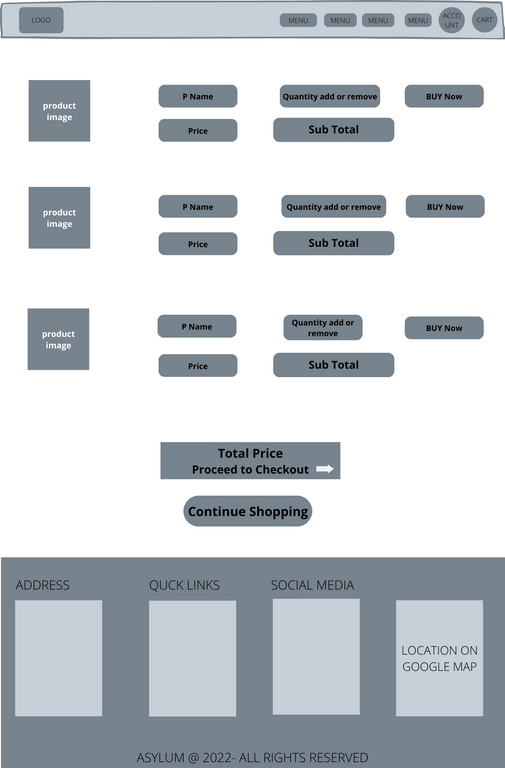 LOGO
MENU
MENU
MENU
MENU
ACCO
UNT
CART
product
image
P Name
Quantity add or remove
BUY Now
Price
Sub Total
product
image
P Name
Quantity add or remove
BUY Now
Price
Sub Total
product
image
P Name
Quantity add or
remove
BUY Now
Price
Sub Total
Total Price
Proceed to Checkout
Continue Shopping
ADDRESS
QUCK LINKS
SOCIAL MEDIA
LOCATION ON
GOOGLE MAP
ASYLUM @ 2022- ALL RIGHTS RESERVED